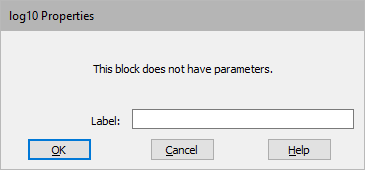 log10 Properties
This block does not have parameters.
Label:
OK Cancel Help